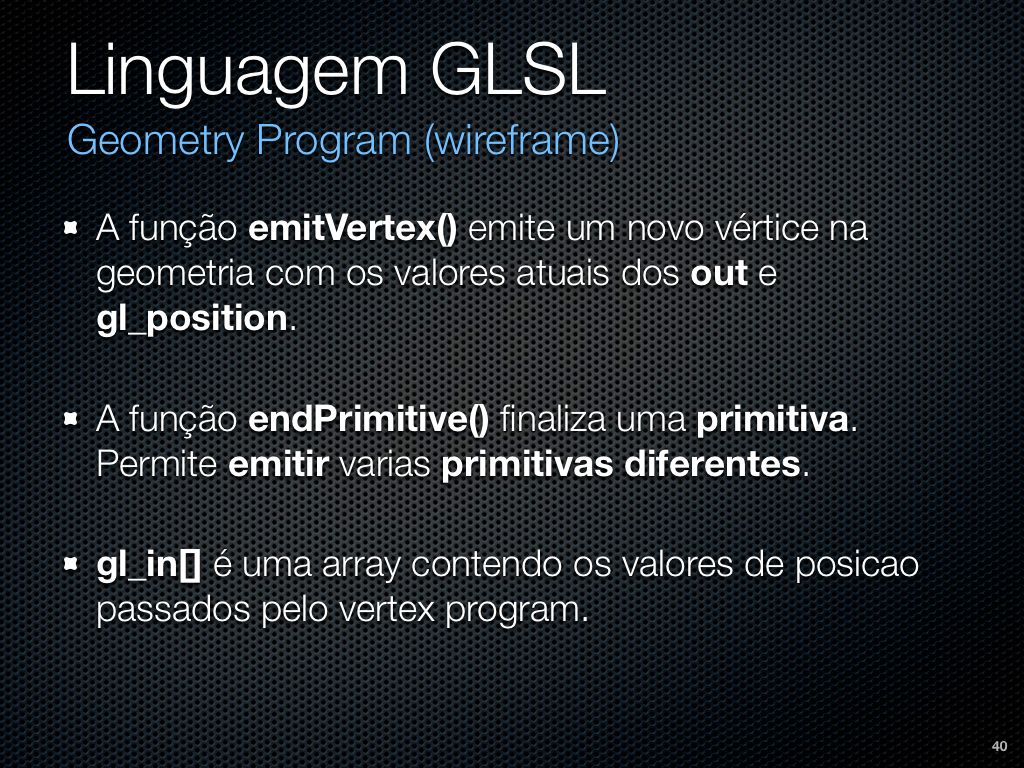 Linguagem GLSL
Geometry Program (wireframe)
A função emitVertex() emite um novo vértice na
geometria com os valores atuais dos out e
gl_position.
A função endPrimitive() finaliza uma primitiva.
Permite emitir varias primitivas diferentes.
gl_in[] é uma array contendo os valores de posicao
passados pelo vertex program.
40